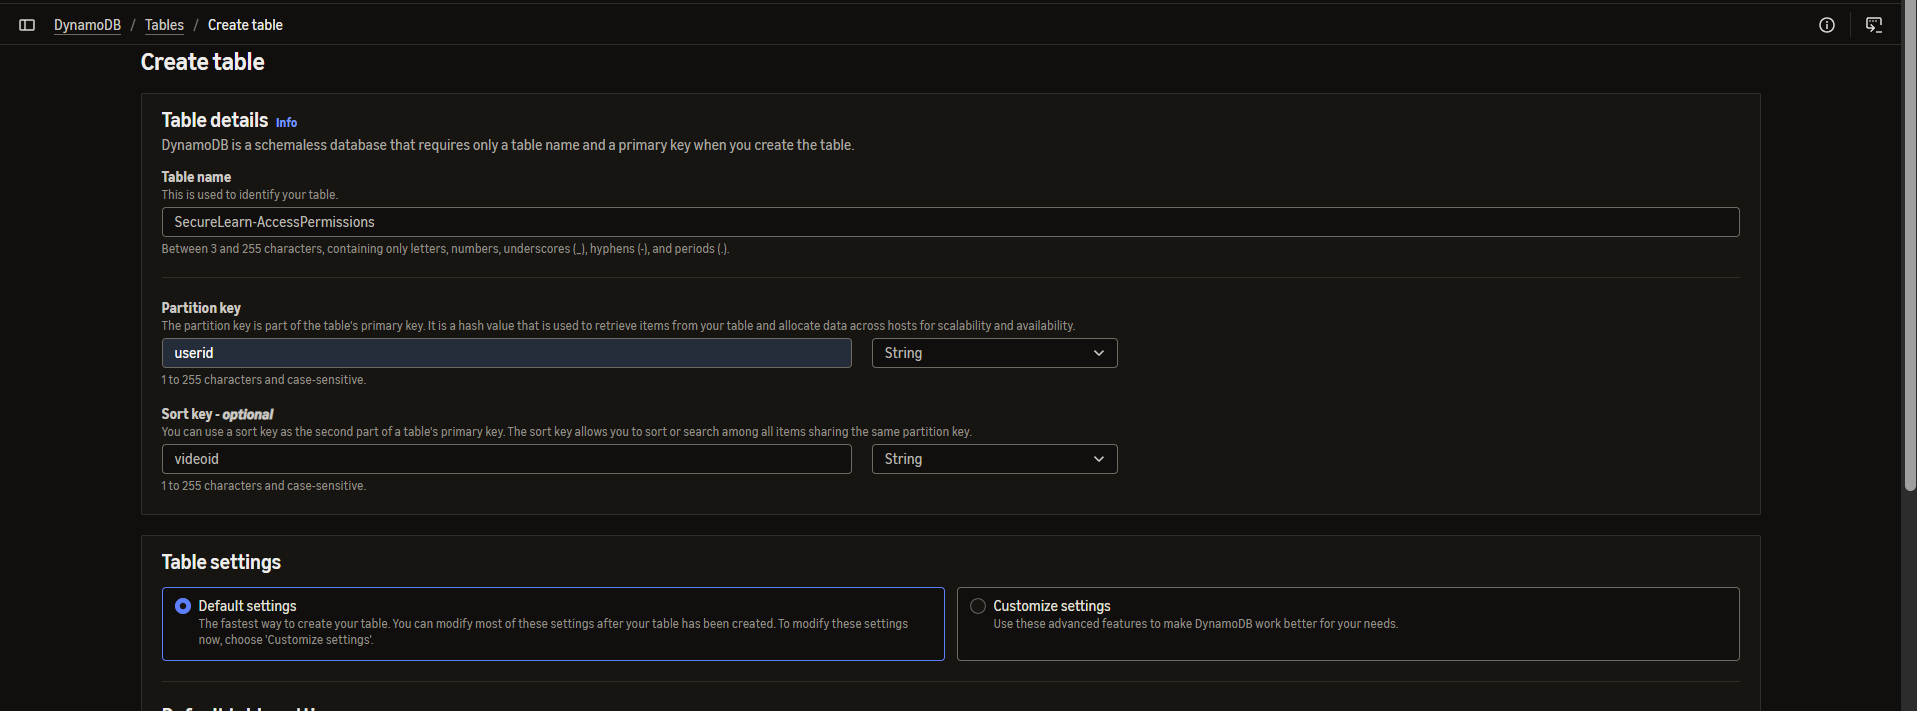 DynamoDB / Tables / Create table
Create table
Table details Info
DynamoDB is a schemaless database that requires only a table name and a primary key when you create the table.
Table name
This is used to identify your table.
SecureLearn-AccessPermissions
Between 3 and 255 characters, containing only letters, numbers, underscores (_), hyphens (-), and periods (.).
Partition key
The partition key is part of the table's primary key. It is a hash value that is used to retrieve items from your table and allocate data across hosts for scalability and availability.
userid String
1 to 255 characters and case-sensitive.
Sort key - optional
You can use a sort key as the second part of a table's primary key. The sort key allows you to sort or search among all items sharing the same partition key.
videoid String
1 to 255 characters and case-sensitive.
Table settings
Default settings
The fastest way to create your table. You can modify most of these settings after your table has been created. To modify these settings
now, choose 'Customize settings'.
Customize settings
Use these advanced features to make DynamoDB work better for your needs.